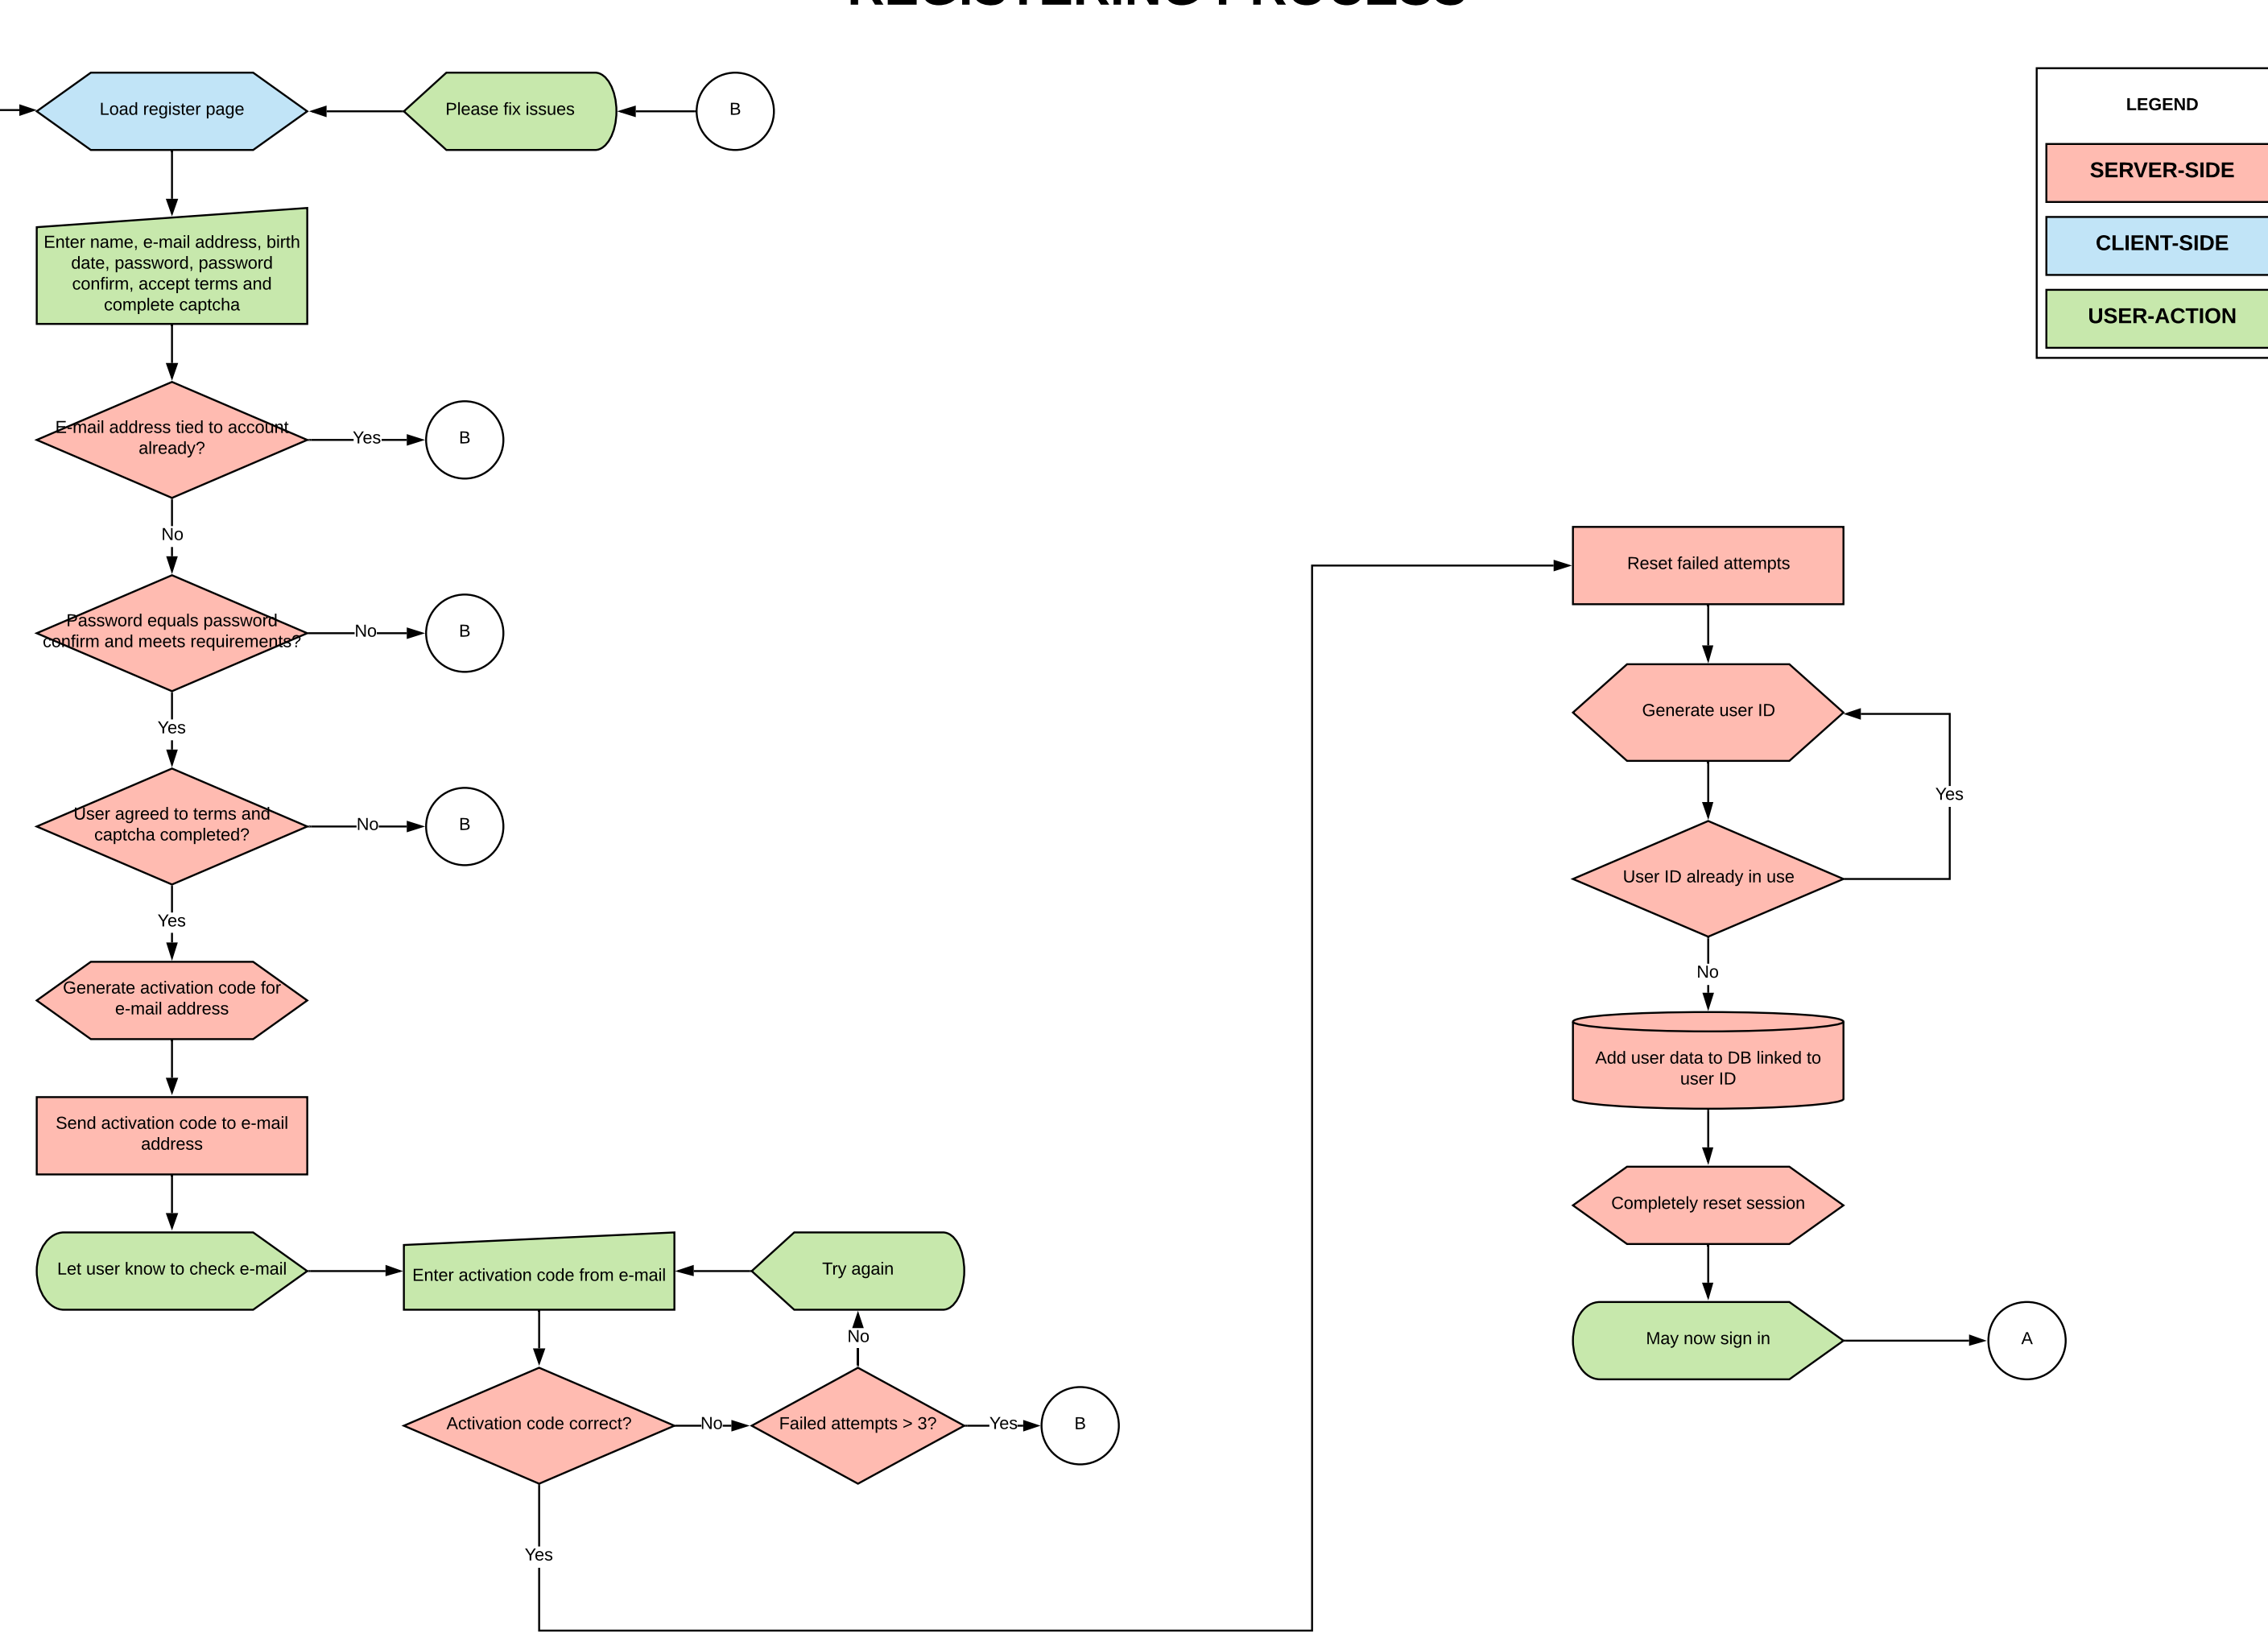 REGISTERING PROCESS
Load register page
Please fix issues
B
LEGEND
SERVER-SIDE
CLIENT-SIDE
USER-ACTION
Enter name, e-mail address, birth
date, password, password
confirm, accept terms and
complete captcha
E-mail address tied to account
already?
Yes
B
No
Password equals password
confirm and meets requirements?
No
B
Yes
User agreed to terms and
captcha completed?
No
B
Yes
Generate activation code for
e-mail address
Send activation code to e-mail
address
Let user know to check e-mail
Enter activation code from e-mail
Try again
No
Activation code correct?
No
Failed attempts > 3?
Yes
B
Yes
Reset failed attempts
Generate user ID
Yes
User ID already in use
No
Add user data to DB linked to
user ID
Completely reset session
May now sign in
A